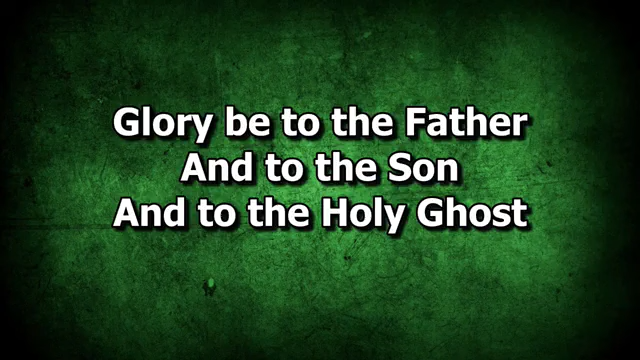 Glory be to the Father
And to the Son
And to the Holy Ghost